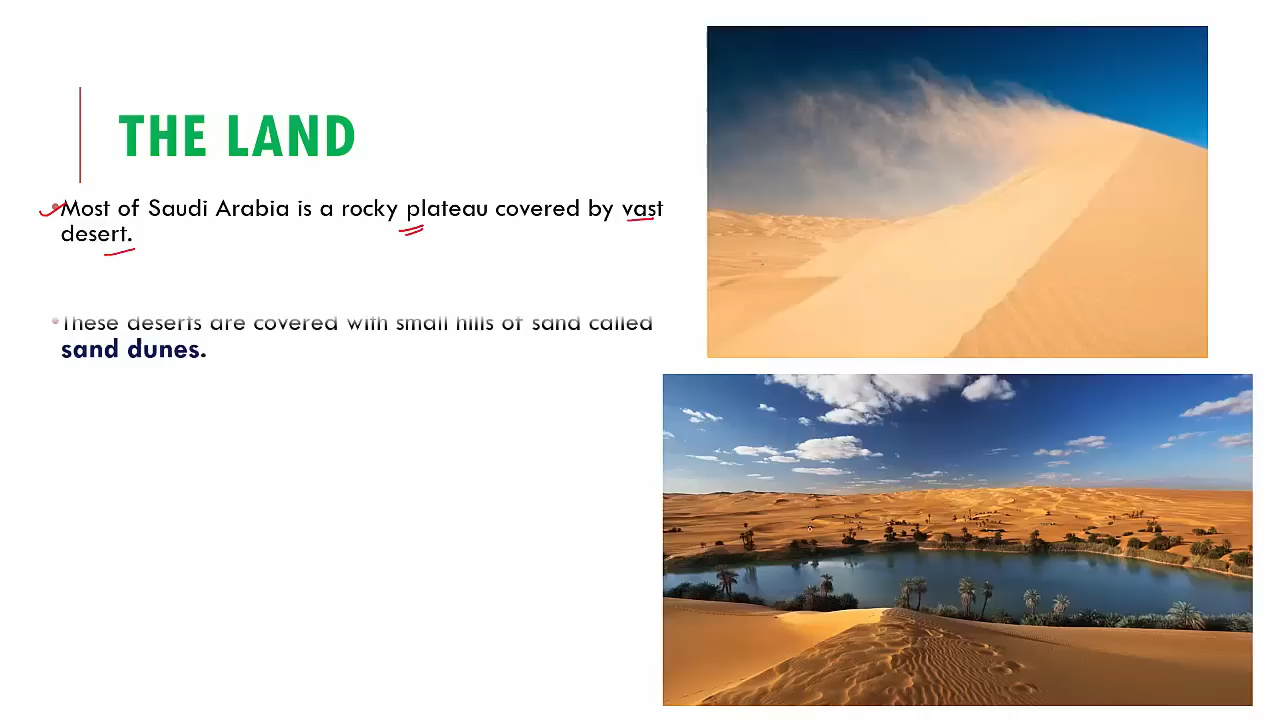 THE LAND
•Most of Saudi Arabia is a rocky plateau covered by vast
desert.
•These deserts are covered with small hills of sand called
sand dunes.